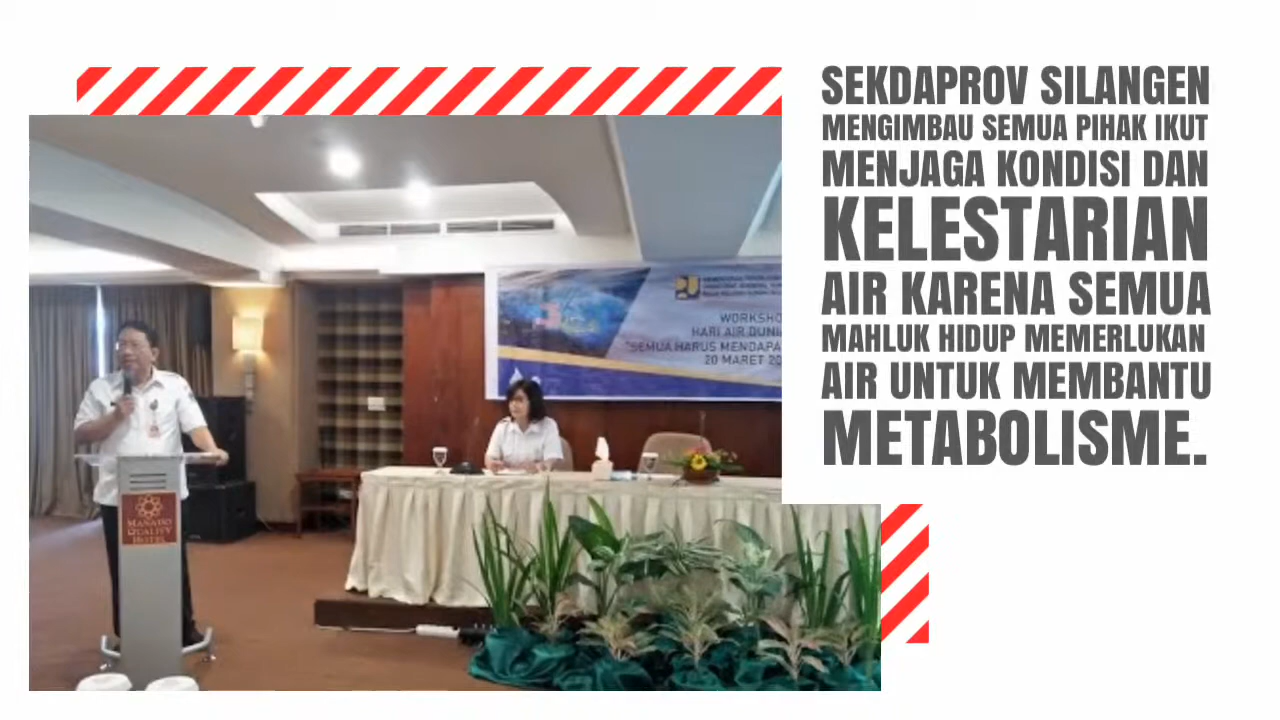 SEKDAPROV SILANGEN
MENGIMBAU SEMUA PIHAK IKUT
MENJAGA KONDISI DAN
KELESTARIAN
AIR KARENA SEMUA
MAHLUK HIDUP MEMERLUKAN
AIR UNTUK MEMBANTU
METABOLISME.
WORKSHO
HARI AIR DUNI
"SEMUA HARUS MENDAPA
20 MARET 20
MANADO
QUALITY
HOTEL